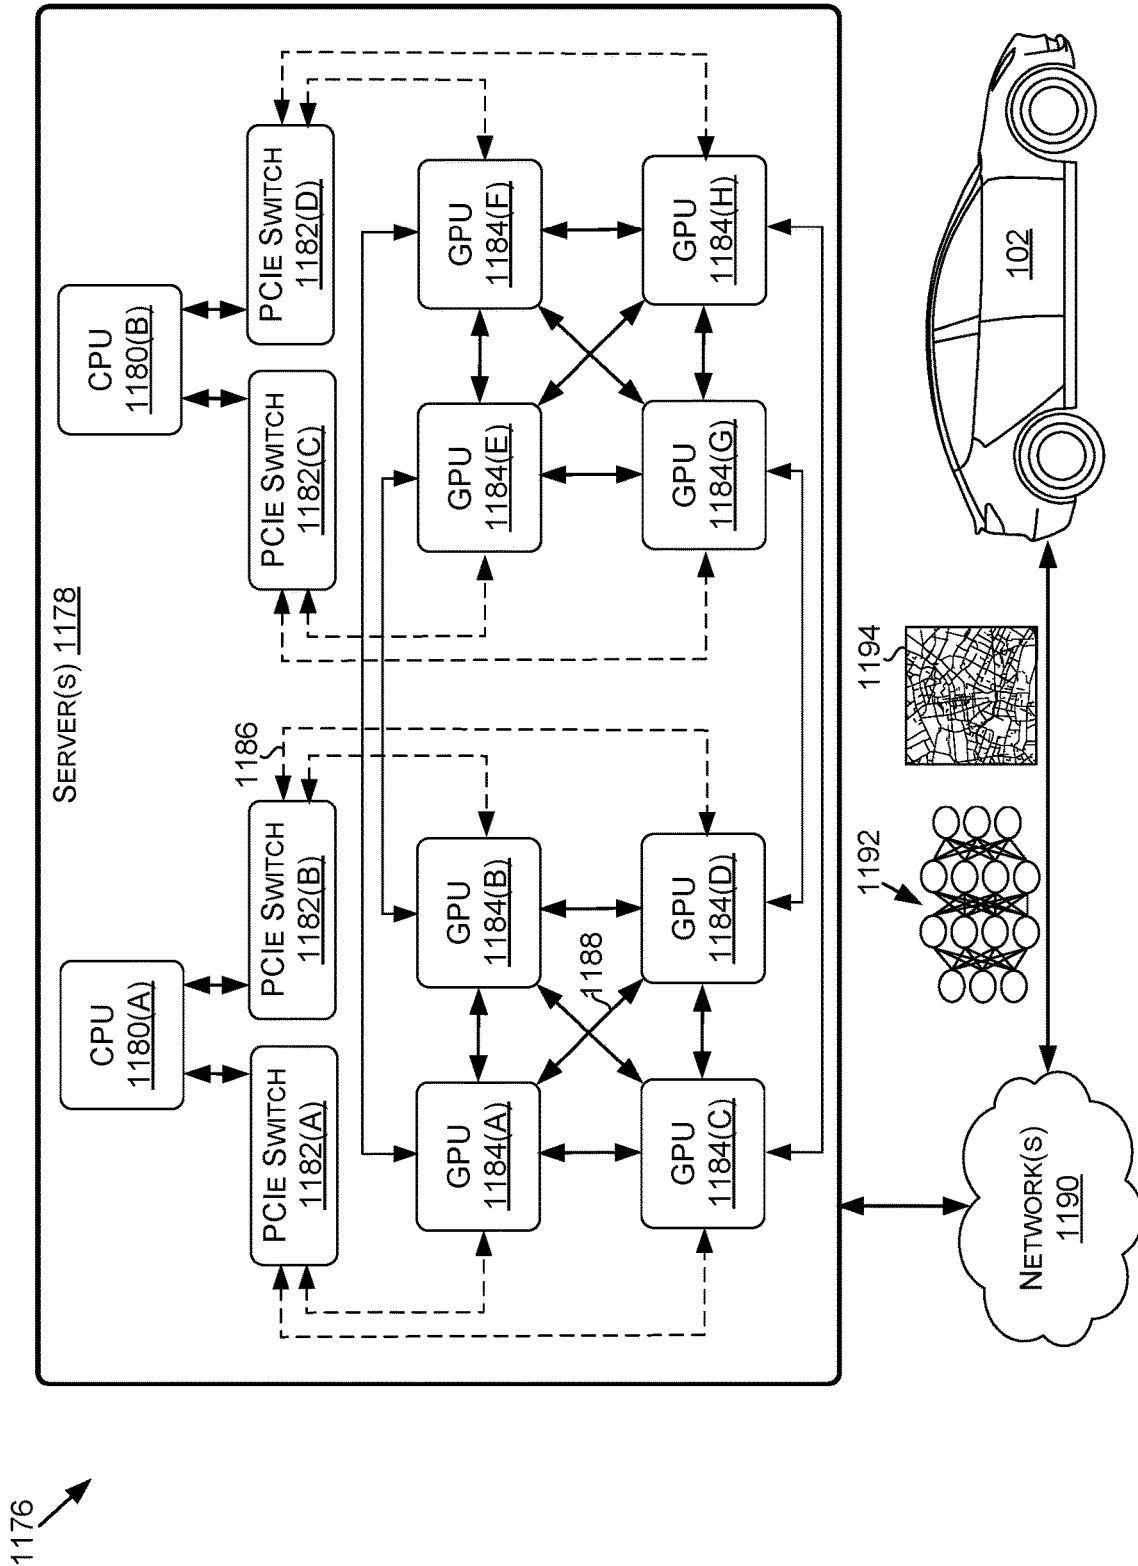 1176
SERVER(S) 1178
CPU
1180(A)
CPU
1180(B)
PCIE SWITCH
1182(A)
PCIE SWITCH
1182(B)
1186
PCIE SWITCH
1182(C)
PCIE SWITCH
1182(D)
GPU
1184(A)
GPU
1184(B)
GPU
1184(E)
GPU
1184(F)
1188
GPU
1184(C)
GPU
1184(D)
GPU
1184(G)
GPU
1184(H)
NETWORK(S)
1190
1192
1194
102